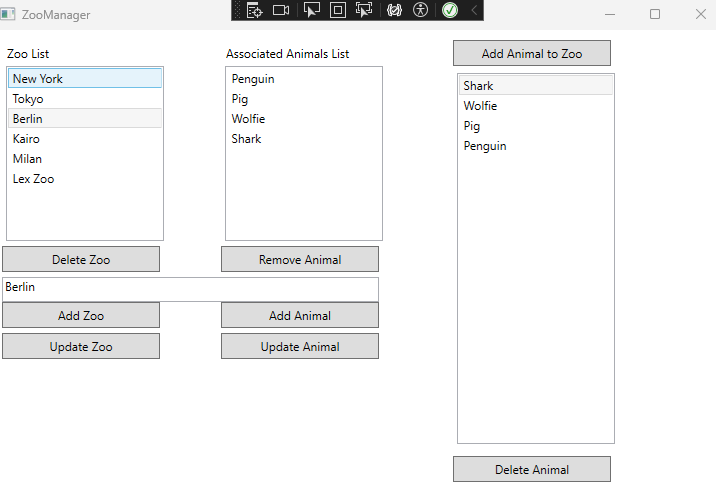 ZooManager
Zoo List
New York
Tokyo
Berlin
Kairo
Milan
Lex Zoo
Delete Zoo
Associated Animals List
Penguin
Pig
Wolfie
Shark
Remove Animal
Berlin
Add Zoo
Add Animal
Update Zoo
Update Animal
Add Animal to Zoo
Shark
Wolfie
Pig
Penguin
Delete Animal